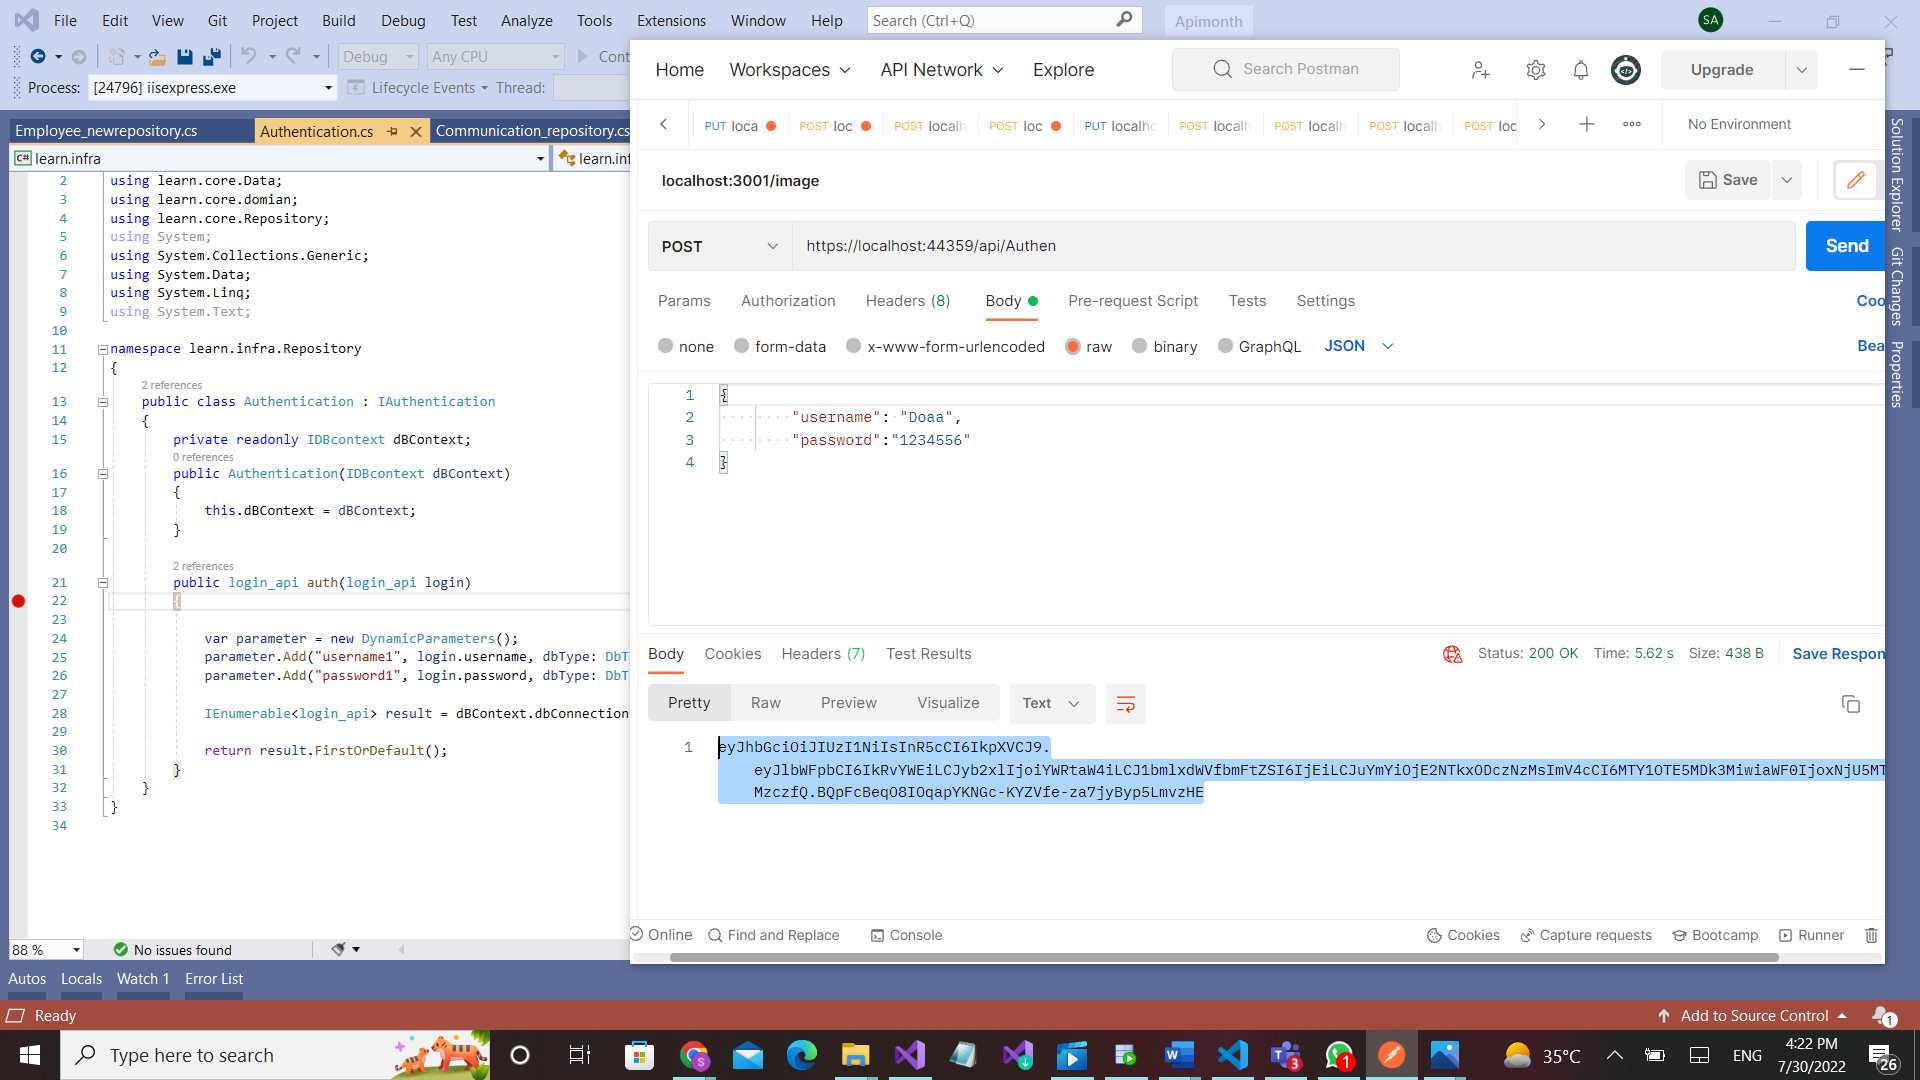 File Edit View Git Project Build Debug Test Analyze Tools Extensions Window Help Search (Ctrl+Q) Apimonth SA
Debug Any CPU Cont
Process: [24796] iisexpress.exe Lifecycle Events Thread:
Employee_newrepository.cs Authentication.cs Communication_repository.cs
C# learn.infra learn.inf
2 using learn.core.Data;
3 using learn.core.domian;
4 using learn.core.Repository;
5 using System;
6 using System.Collections.Generic;
7 using System.Data;
8 using System.Linq;
9 using System.Text;
10
11 namespace learn.infra.Repository
12 {
2 references
13 public class Authentication : IAuthentication
14 {
15 private readonly IDBcontext dBContext;
0 references
16 public Authentication(IDBcontext dBContext)
17 {
18 this.dBContext = dBContext;
19 }
20
2 references
21 public login_api auth(login_api login)
22 {
23
24 var parameter = new DynamicParameters();
25 parameter.Add("username1", login.username, dbType: DbT
26 parameter.Add("password1", login.password, dbType: DbT
27
28 IEnumerable<login_api> result = dBContext.dbConnection
29
30 return result.FirstOrDefault();
31 }
32 }
33 }
34
88 % No issues found
Autos Locals Watch 1 Error List
Ready Add to Source Control 1
Home Workspaces API Network Explore Search Postman Upgrade
PUT loca POST loc POST localh POST loc PUT localhc POST localh POST localh POST localh POST loc No Environment
localhost:3001/image Save
POST https://localhost:44359/api/Authen Send
Params Authorization Headers (8) Body Pre-request Script Tests Settings Coo
none form-data x-www-form-urlencoded raw binary GraphQL JSON Bea
1 {
2 "username": "Doaa",
3 "password":"1234556"
4 }
Body Cookies Headers (7) Test Results Status: 200 OK Time: 5.62 s Size: 438 B Save Respon
Pretty Raw Preview Visualize Text
1 eyJhbGciOiJIUzI1NiIsInR5cCI6IkpXVCJ9.
eyJlbWFpbCI6IkRvYWEiLCJyb2xlIjoiYWRtaW4iLCJ1bmlxdWVfbmFtZSI6IjEiLCJuYmYiOjE2NTkxODczNzMsImV4cCI6MTY1OTE5MDk3MiwiaWF0IjoxNjU5MT
MzczfQ.BQpFcBeqO8IOqapYKNGc-KYZVfe-za7jyByp5LmvzHE
Online Find and Replace Console Cookies Capture requests Bootcamp Runner
Solution Explorer
Git Changes
Properties
Type here to search S 3 1 35°C ENG 4:22 PM
7/30/2022 26